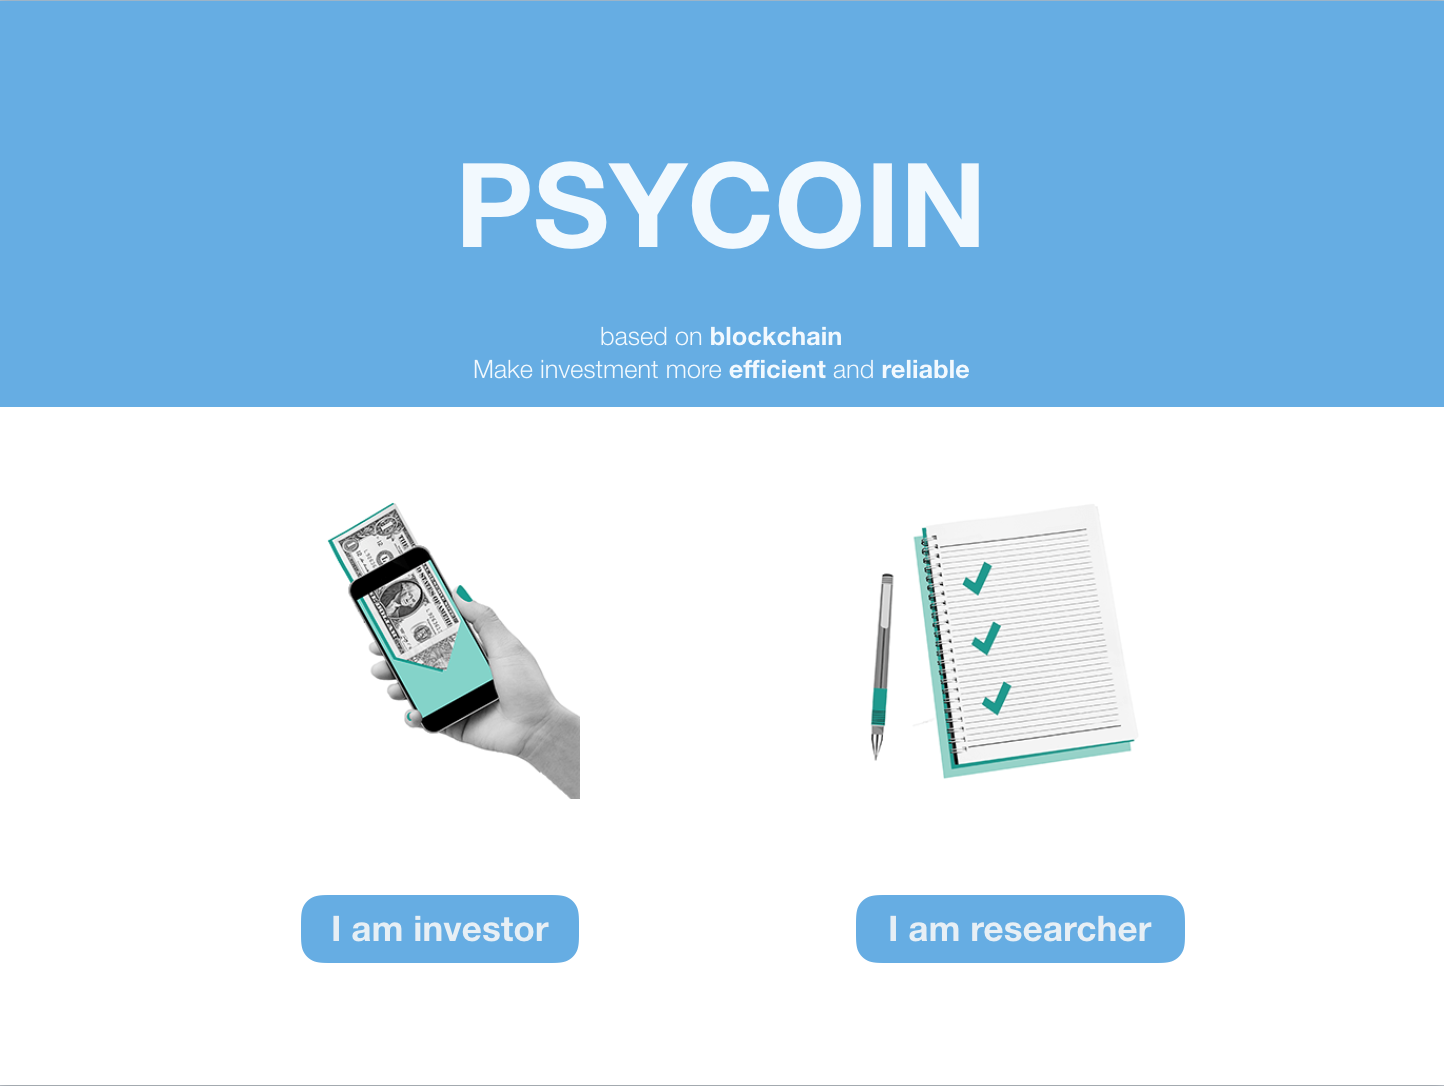 PSYCOIN
based on blockchain
Make investment more efficient and reliable
I am investor
I am researcher